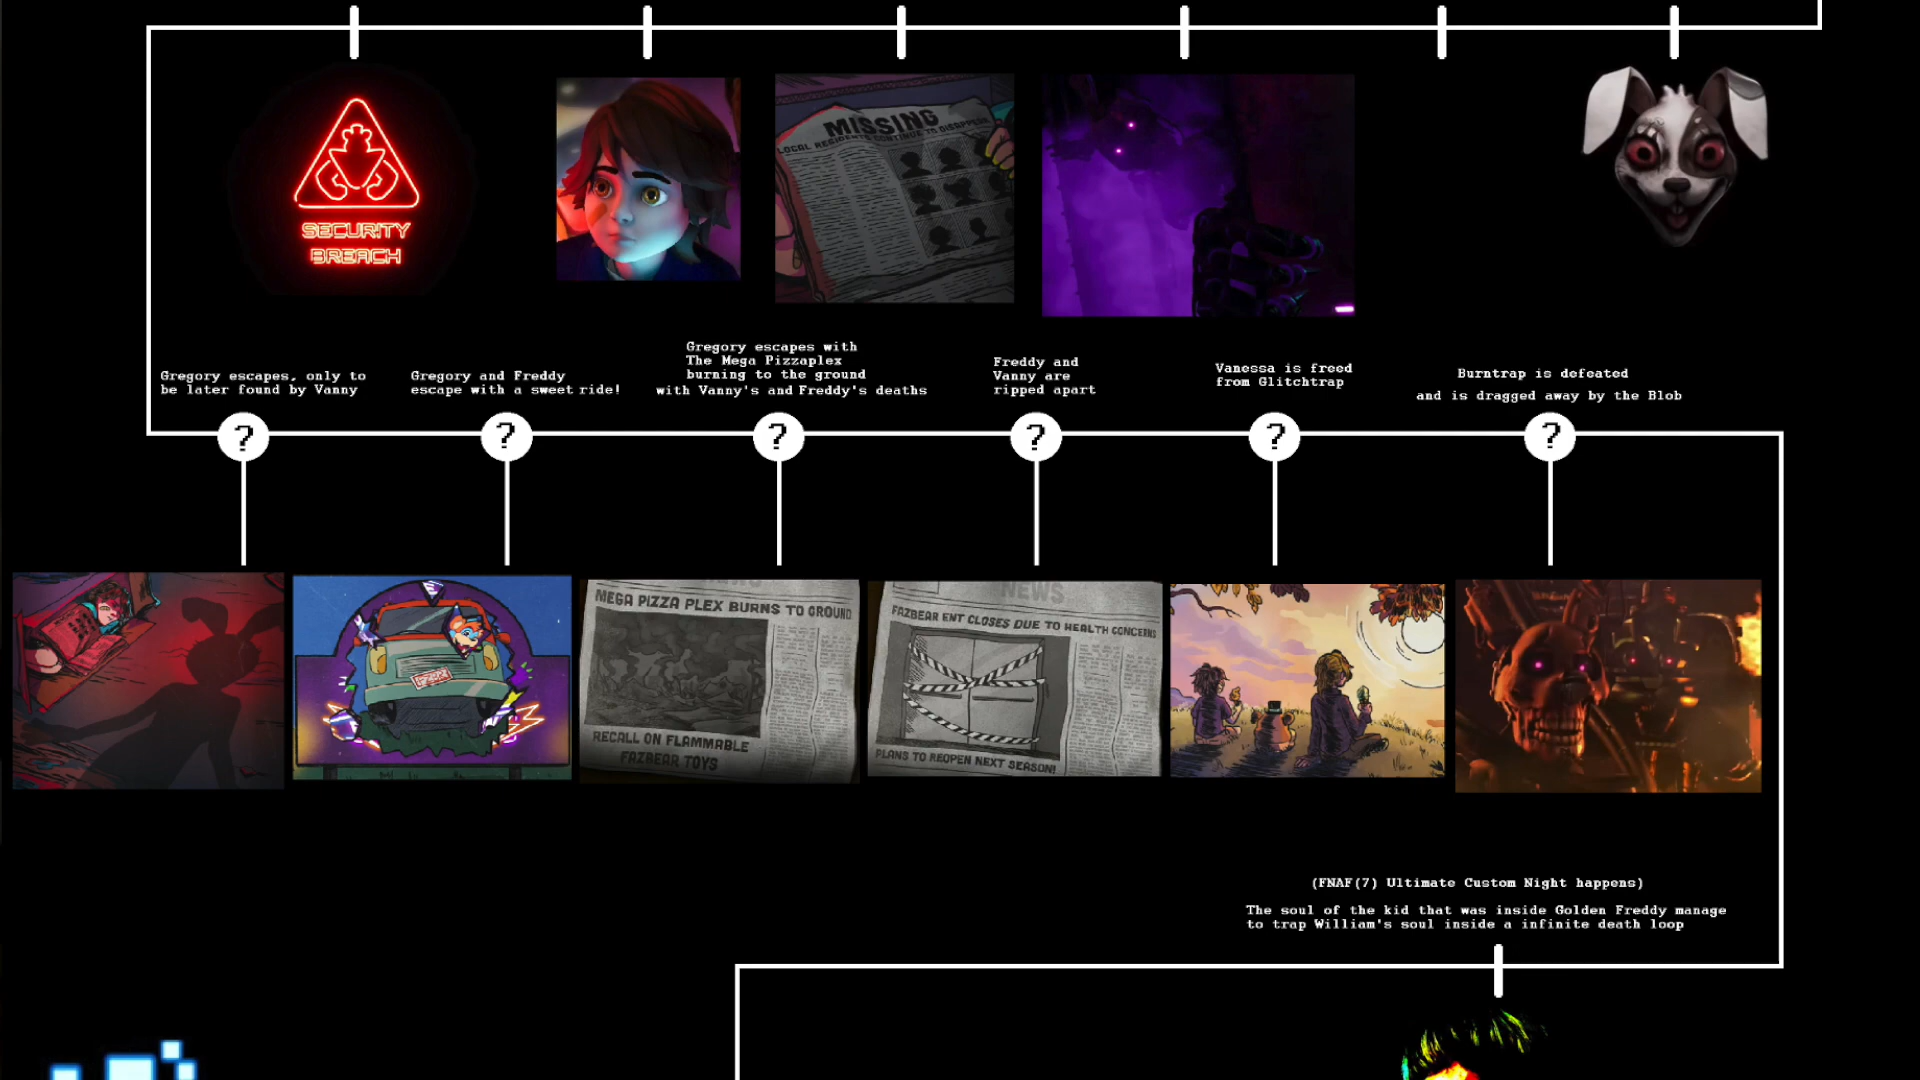 SECURITY
BREACH
MISSING
LOCAL RESIDENTS CONTINUE TO DISAPPEAR
Gregory escapes, only to
be later found by Vanny
Gregory and Freddy
escape with a sweet ride!
Gregory escapes with
The Mega Pizzaplex
burning to the ground
with Vanny's and Freddy's deaths
Freddy and
Vanny are
ripped apart
Vanessa is freed
from Glitchtrap
Burntrap is defeated
and is dragged away by the Blob
?
?
?
?
?
?
MEGA PIZZA PLEX BURNS TO GROUND
RECALL ON FLAMMABLE
FAZBEAR TOYS
NEWS
FAZBEAR ENT CLOSES DUE TO HEALTH CONCERNS
PLANS TO REOPEN NEXT SEASON!
(FNAF(7) Ultimate Custom Night happens)
The soul of the kid that was inside Golden Freddy manage
to trap William's soul inside a infinite death loop